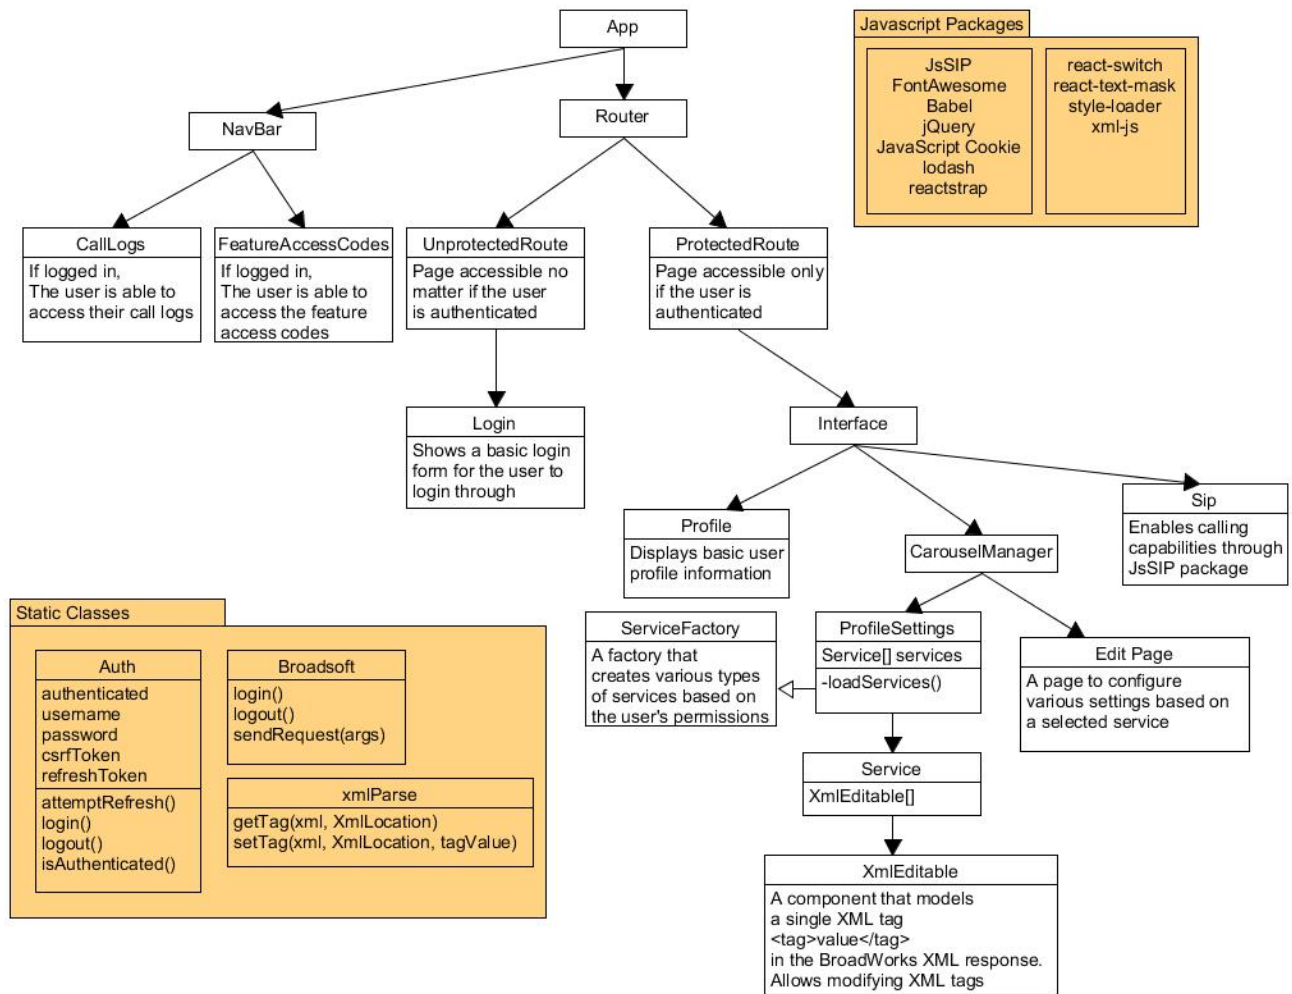 App
Javascript Packages
JsSIP
FontAwesome
Babel
jQuery
JavaScript Cookie
lodash
reactstrap
react-switch
react-text-mask
style-loader
xml-js
NavBar
Router
CallLogs
If logged in,
The user is able to
access their call logs
FeatureAccessCodes
If logged in,
The user is able to
access the feature
access codes
UnprotectedRoute
Page accessible no
matter if the user
is authenticated
ProtectedRoute
Page accessible only
if the user is
authenticated
Login
Shows a basic login
form for the user to
login through
Interface
Profile
Displays basic user
profile information
CarouselManager
Sip
Enables calling
capabilities through
JsSIP package
Static Classes
Auth
authenticated
username
password
csrfToken
refreshToken
attemptRefresh()
login()
logout()
isAuthenticated()
Broadsoft
login()
logout()
sendRequest(args)
xmlParse
getTag(xml, XmlLocation)
setTag(xml, XmlLocation, tagValue)
ServiceFactory
A factory that
creates various types
of services based on
the user's permissions
ProfileSettings
Service[] services
-loadServices()
Edit Page
A page to configure
various settings based on
a selected service
Service
XmlEditable[]
XmlEditable
A component that models
a single XML tag
<tag>value</tag>
in the BroadWorks XML response.
Allows modifying XML tags